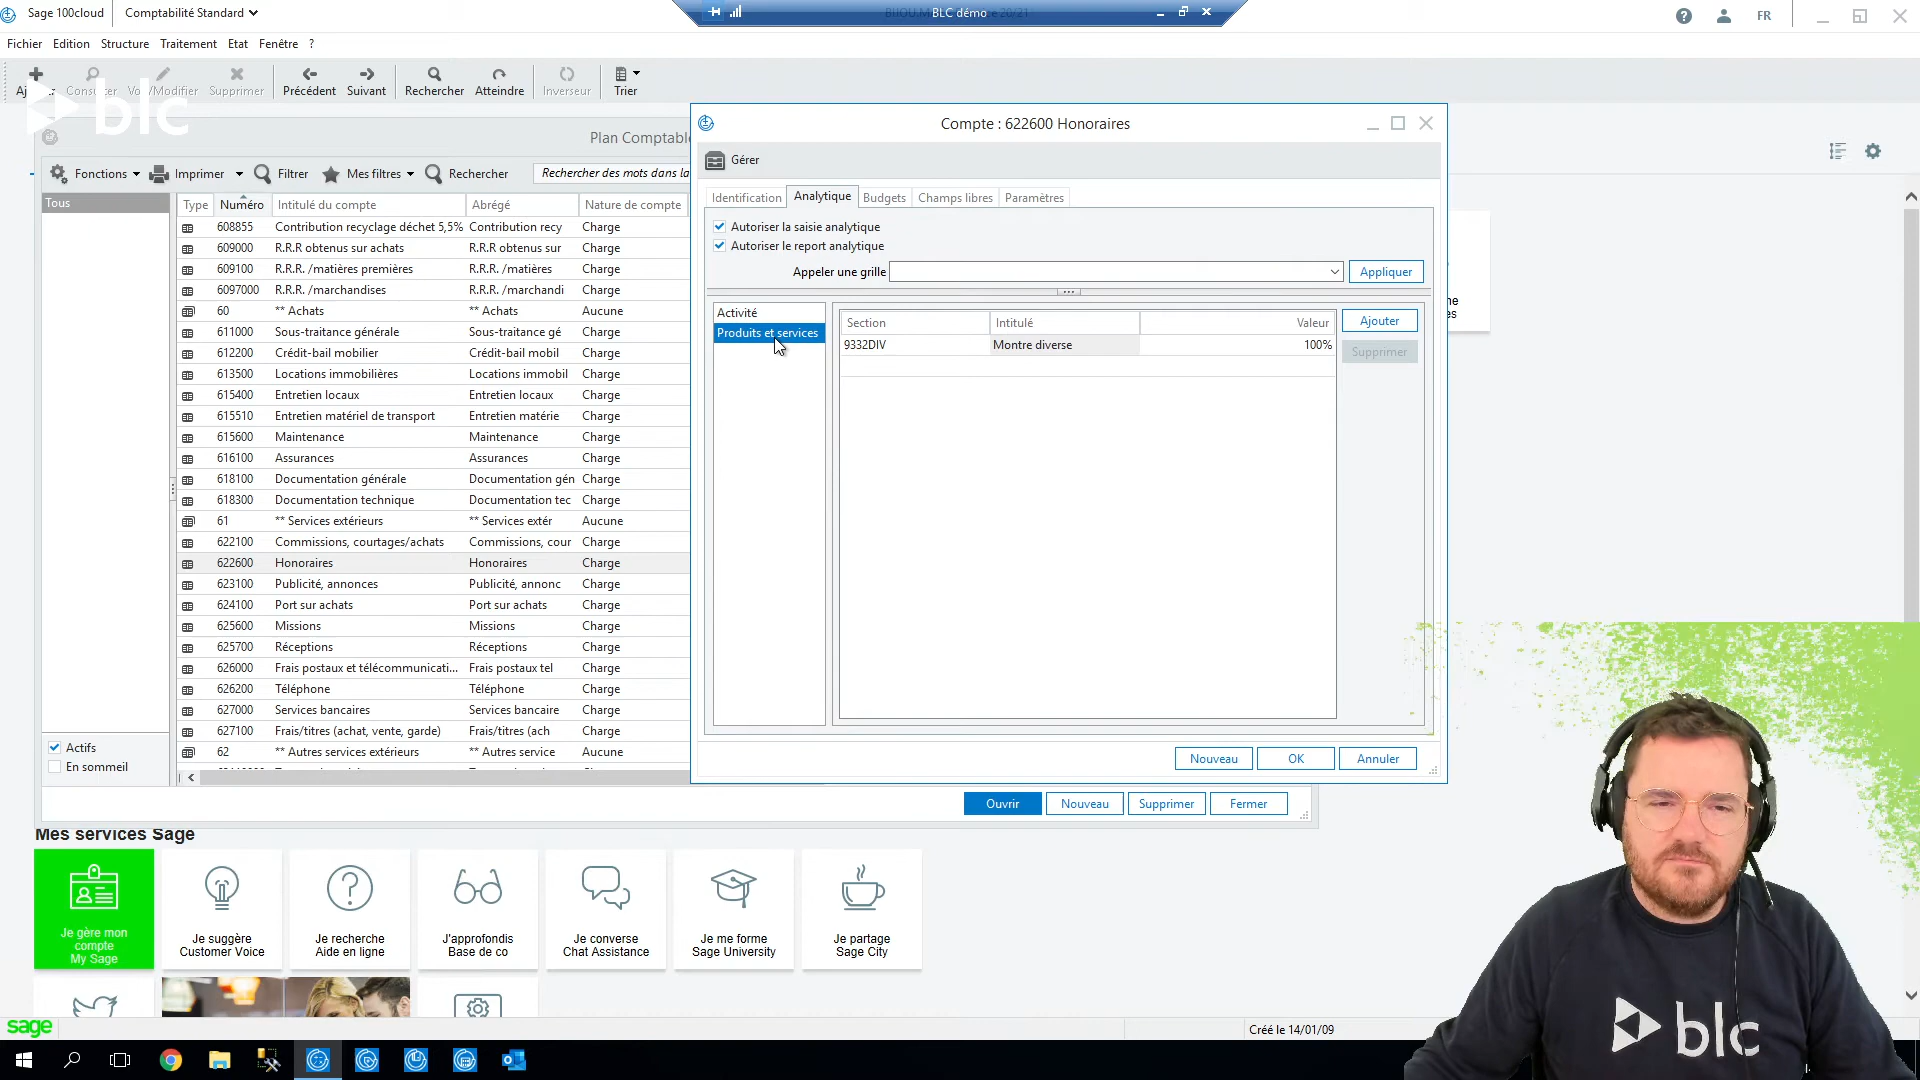 Sage 100cloud
Comptabilité Standard
BLC démo
FR
Fichier Edition Structure Traitement Etat Fenêtre ?
Consulter Voir/Modifier Supprimer Précédent Suivant Rechercher Atteindre Inverseur Trier
blc
Plan Comptable
Fonctions Imprimer Filtrer Mes filtres Rechercher Rechercher des mots dans la
Tous
Type Numéro Intitulé du compte Abrégé Nature de compte
608855 Contribution recyclage déchet 5,5% Contribution recy Charge
609000 R.R.R obtenus sur achats R.R.R obtenus sur Charge
609100 R.R.R. /matières premières R.R.R. /matières Charge
6097000 R.R.R. /marchandises R.R.R. /marchandi Charge
60 ** Achats ** Achats Aucune
611000 Sous-traitance générale Sous-traitance gé Charge
612200 Crédit-bail mobilier Crédit-bail mobil Charge
613500 Locations immobilières Locations immobil Charge
615400 Entretien locaux Entretien locaux Charge
615510 Entretien matériel de transport Entretien matérie Charge
615600 Maintenance Maintenance Charge
616100 Assurances Assurances Charge
618100 Documentation générale Documentation gén Charge
618300 Documentation technique Documentation tec Charge
61 ** Services extérieurs ** Services extér Aucune
622100 Commissions, courtages/achats Commissions, cour Charge
622600 Honoraires Honoraires Charge
623100 Publicité, annonces Publicité, annonc Charge
624100 Port sur achats Port sur achats Charge
625600 Missions Missions Charge
625700 Réceptions Réceptions Charge
626000 Frais postaux et télécommunicati... Frais postaux tel Charge
626200 Téléphone Téléphone Charge
627000 Services bancaires Services bancaire Charge
627100 Frais/titres (achat, vente, garde) Frais/titres (ach Charge
62 ** Autres services extérieurs ** Autres service Aucune
Actifs
En sommeil
Ouvrir Nouveau Supprimer Fermer
Compte : 622600 Honoraires
Gérer
Identification Analytique Budgets Champs libres Paramètres
Autoriser la saisie analytique
Autoriser le report analytique
Appeler une grille Appliquer
Activité
Produits et services
Section Intitulé Valeur
9332DIV Montre diverse 100%
Ajouter
Supprimer
Nouveau OK Annuler
Mes services Sage
Je gère mon
compte
My Sage
Je suggère
Customer Voice
Je recherche
Aide en ligne
J'approfondis
Base de co
Je converse
Chat Assistance
Je me forme
Sage University
Je partage
Sage City
sage
Créé le 14/01/09
blc